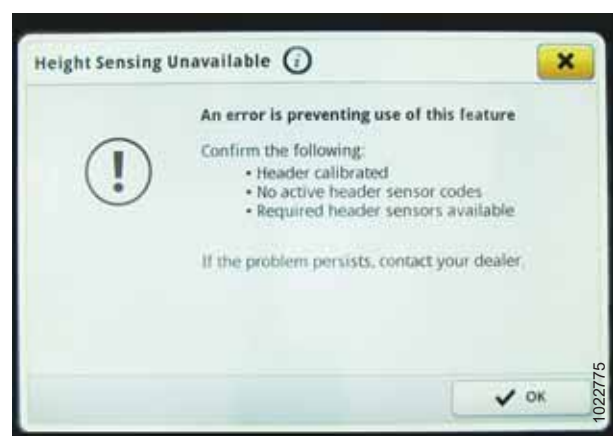 Height Sensing Unavailable i
An error is preventing use of this feature
Confirm the following:
• Header calibrated
• No active header sensor codes
• Required header sensors available
If the problem persists, contact your dealer.
OK
1022775